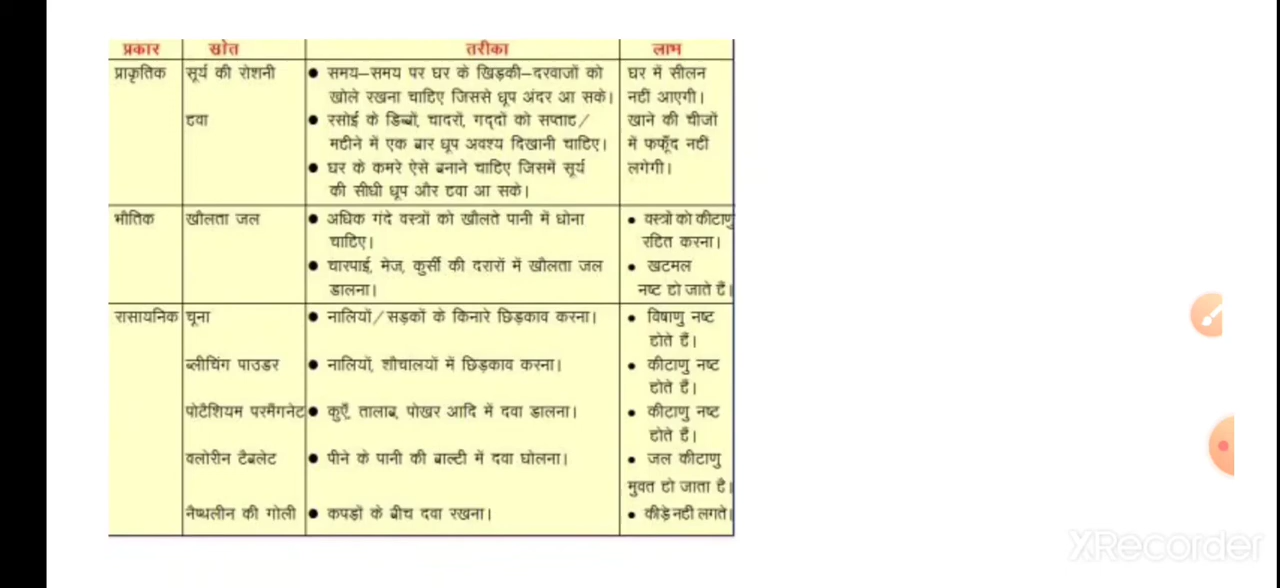 प्रकार स्रोत तरीका लाभ
प्राकृतिक सूर्य की रोशनी ● समय–समय पर घर के खिड़की–दरवाजों को घर में सीलन
खोले रखना चाहिए जिससे धूप अंदर आ सके। नहीं आएगी।
हवा ● रसोई के डिब्बों, चादरों, गद्दों को सप्ताह/ खाने की चीजों
महीने में एक बार धूप अवश्य दिखानी चाहिए। में फफूँद नहीं
● घर के कमरे ऐसे बनाने चाहिए जिसमें सूर्य लगेगी।
की सीधी धूप और हवा आ सके।
भौतिक खौलता जल ● अधिक गंदे वस्त्रों को खौलते पानी में धोना • वस्त्रो को कीटाणु
चाहिए। रहित करना।
● चारपाई, मेज, कुर्सी की दरारों में खौलता जल • खटमल
डालना। नष्ट हो जाते हैं।
रासायनिक चूना ● नालियों/सड़कों के किनारे छिड़काव करना। • विषाणु नष्ट
होते हैं।
ब्लीचिंग पाउडर ● नालियों, शौचालयों में छिड़काव करना। • कीटाणु नष्ट
होते हैं।
पोटैशियम परमैंगनेट ● कुएँ, तालाब, पोखर आदि में दवा डालना। • कीटाणु नष्ट
होते हैं।
क्लोरीन टैबलेट ● पीने के पानी की बाल्टी में दवा घोलना। • जल कीटाणु
मुक्त हो जाता है।
नैप्थलीन की गोली ● कपड़ों के बीच दवा रखना। • कीड़े नहीं लगते।
XRecorder